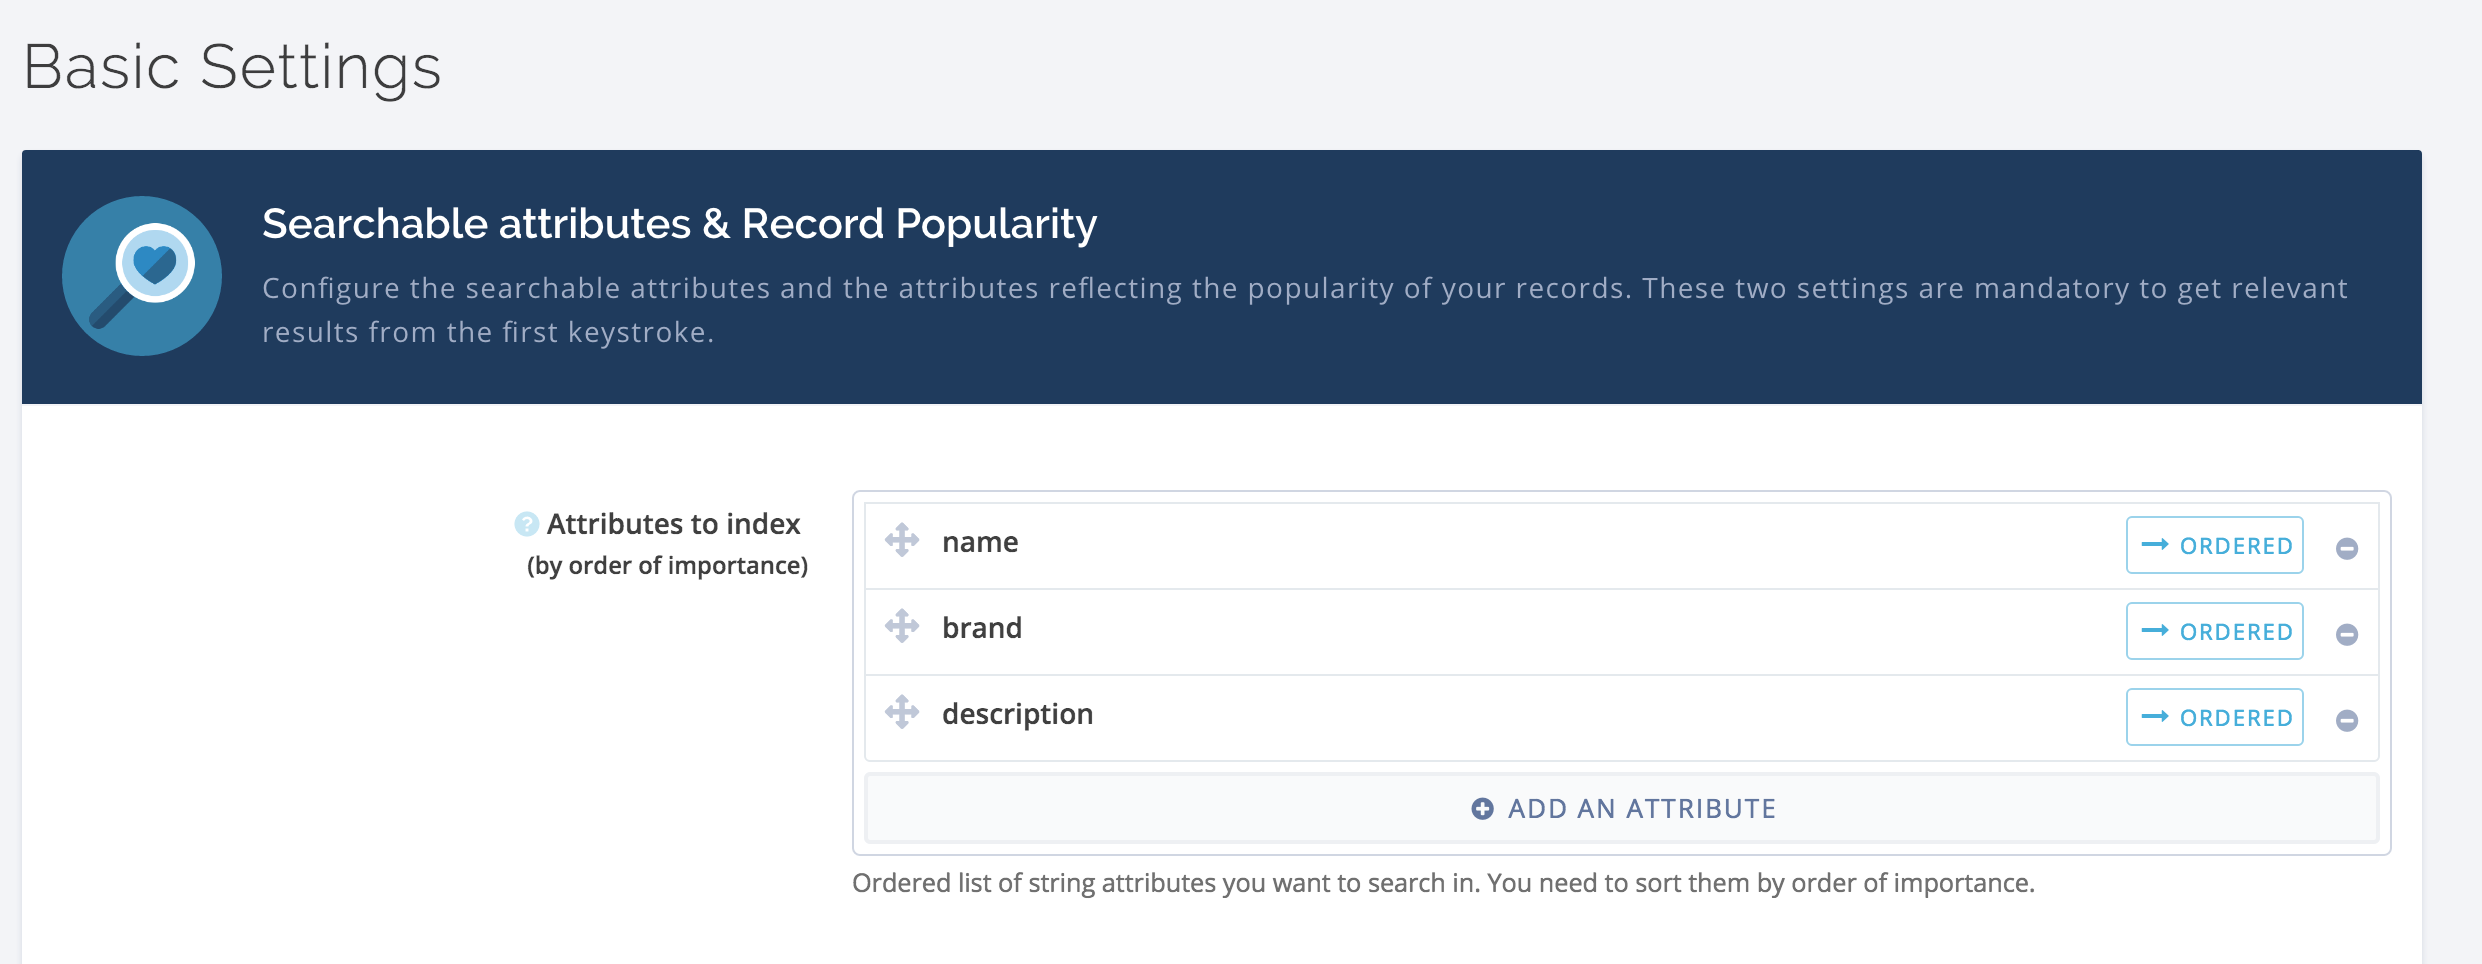 Basic Settings
Searchable attributes & Record Popularity
Configure the searchable attributes and the attributes reflecting the popularity of your records. These two settings are mandatory to get relevant
results from the first keystroke.
? Attributes to index
(by order of importance)
name
ORDERED
brand
ORDERED
description
ORDERED
ADD AN ATTRIBUTE
Ordered list of string attributes you want to search in. You need to sort them by order of importance.